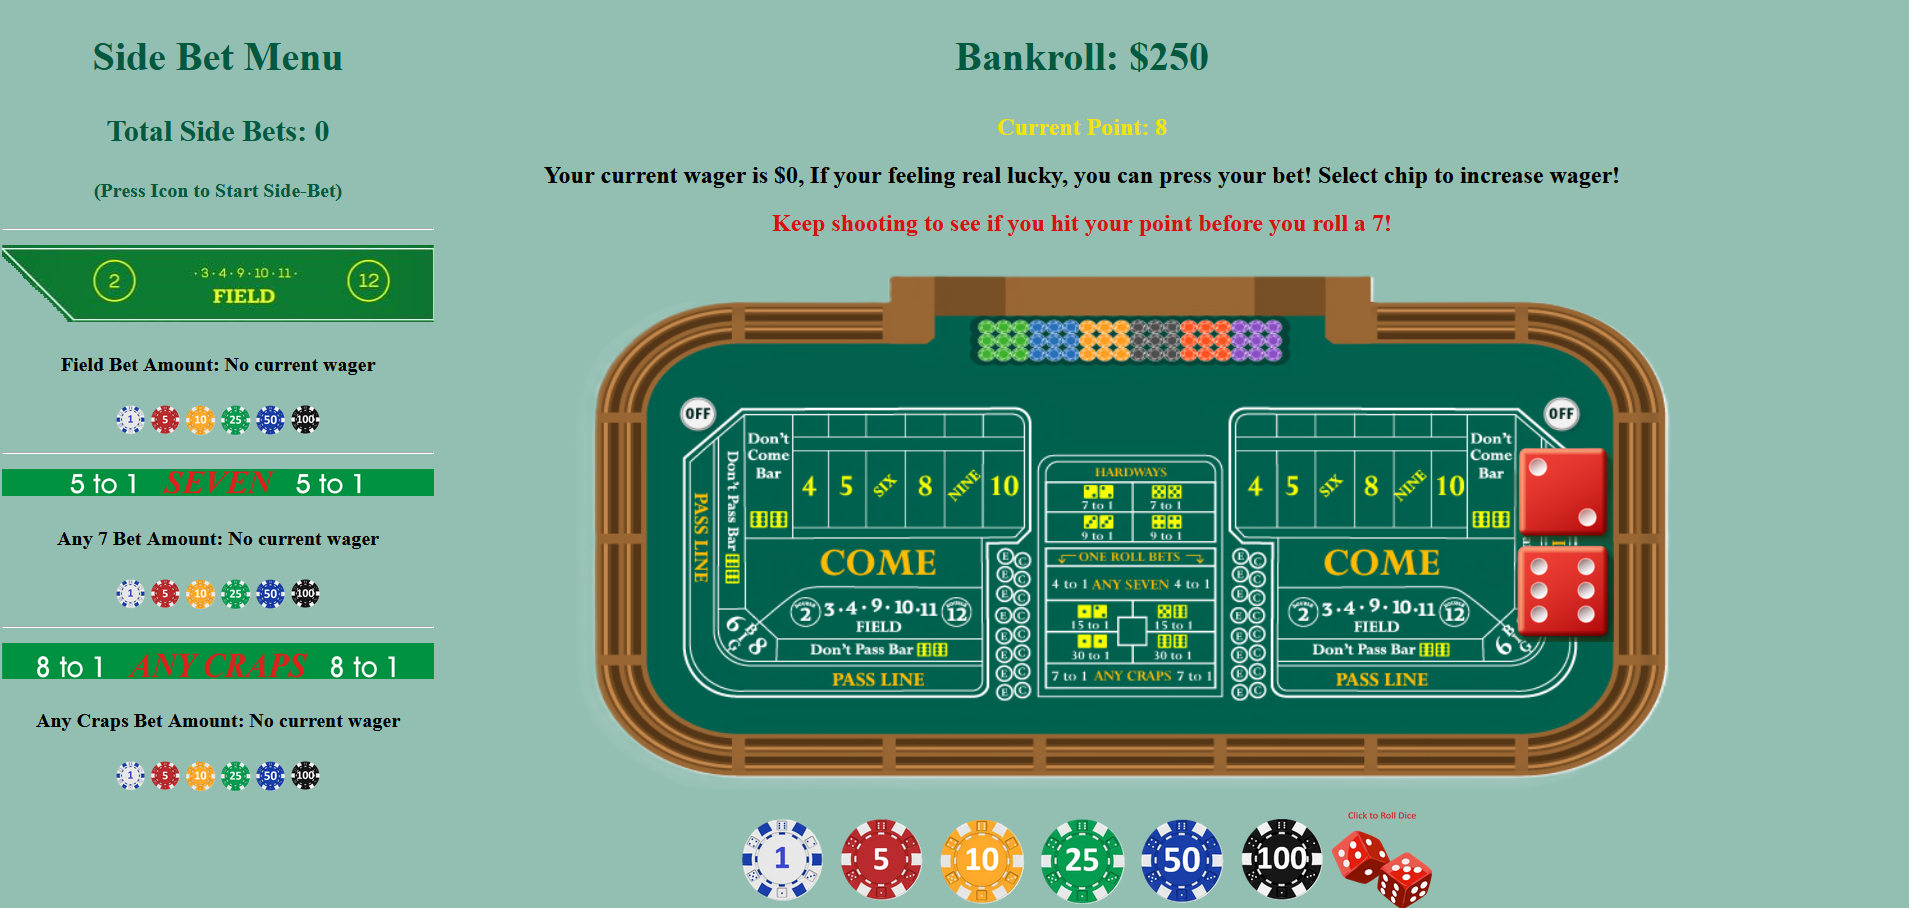 Side Bet Menu
Total Side Bets: 0
(Press Icon to Start Side-Bet)
2 ·3·4·9·10·11· 12
FIELD
Field Bet Amount: No current wager
1 5 10 25 50 100
5 to 1 SEVEN 5 to 1
Any 7 Bet Amount: No current wager
1 5 10 25 50 100
8 to 1 ANY CRAPS 8 to 1
Any Craps Bet Amount: No current wager
1 5 10 25 50 100
Bankroll: $250
Current Point: 8
Your current wager is $0, If your feeling real lucky, you can press your bet! Select chip to increase wager!
Keep shooting to see if you hit your point before you roll a 7!
OFF
Don't
Come
Bar
4 5 SIX 8 NINE 10
PASS LINE
Don't Pass Bar
COME
DOUBLE 2 3·4·9·10·11 DOUBLE 12
FIELD
6 BIG 8
Don't Pass Bar
PASS LINE
E C
E C
E C
E C
E C
E C
E C
E C
HARDWAYS
7 to 1 7 to 1
9 to 1 9 to 1
ONE ROLL BETS
4 to 1 ANY SEVEN 4 to 1
15 to 1 15 to 1
30 to 1 30 to 1
7 to 1 ANY CRAPS 7 to 1
E C
E C
E C
E C
E C
E C
E C
E C
OFF
4 5 SIX 8 NINE 10
Don't
Come
Bar
COME
DOUBLE 2 3·4·9·10·11 DOUBLE 12
FIELD
Don't Pass Bar
PASS LINE
Click to Roll Dice
1 5 10 25 50 100